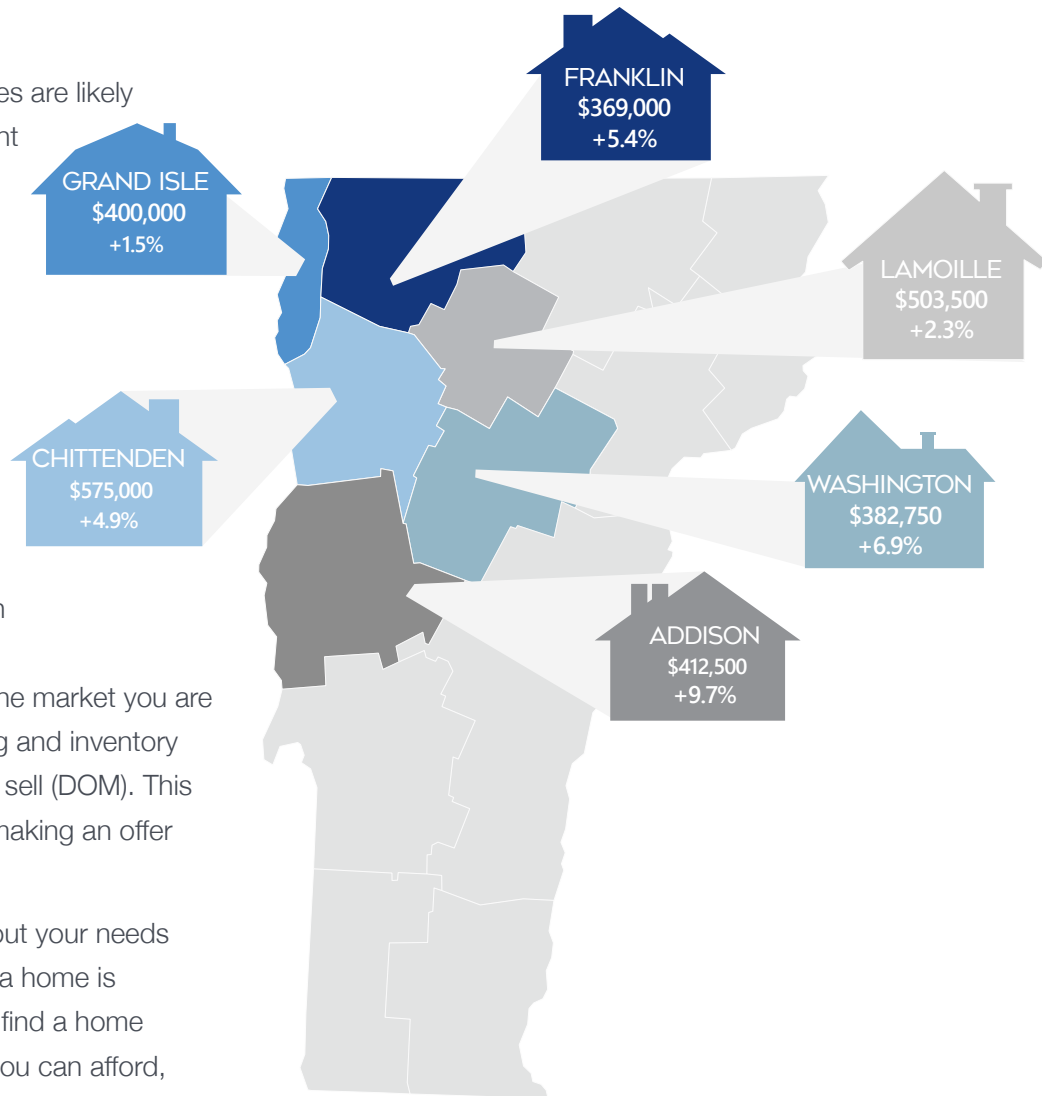 es are likely
nt
FRANKLIN
$369,000
+5.4%
GRAND ISLE
$400,000
+1.5%
LAMOILLE
$503,500
+2.3%
CHITTENDEN
$575,000
+4.9%
WASHINGTON
$382,750
+6.9%
ADDISON
$412,500
+9.7%
n
he market you are
g and inventory
sell (DOM). This
making an offer
out your needs
a home is
find a home
ou can afford,